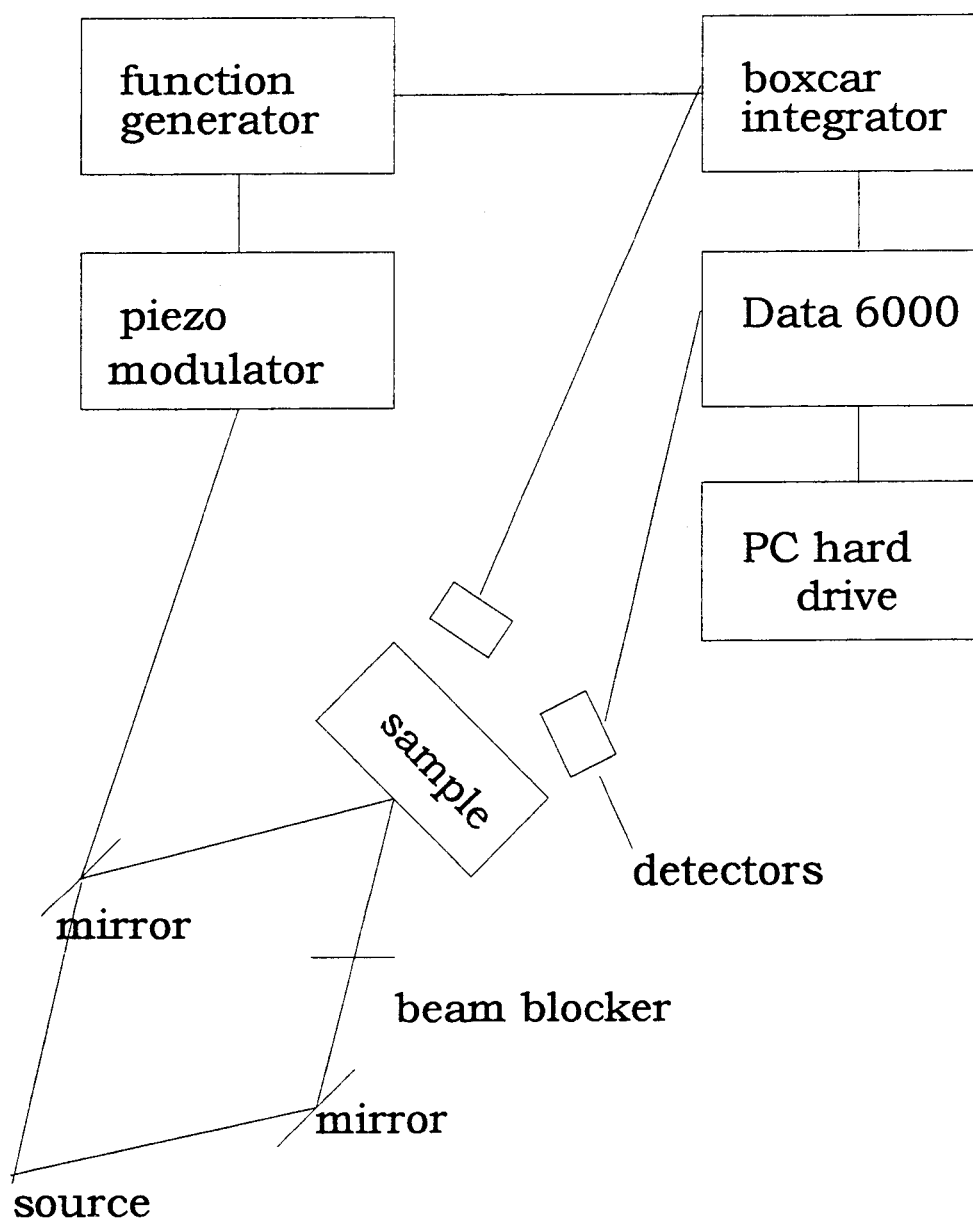 function
generator
boxcar
integrator
piezo
modulator
Data 6000
PC hard
drive
sample
detectors
mirror
beam blocker
mirror
source